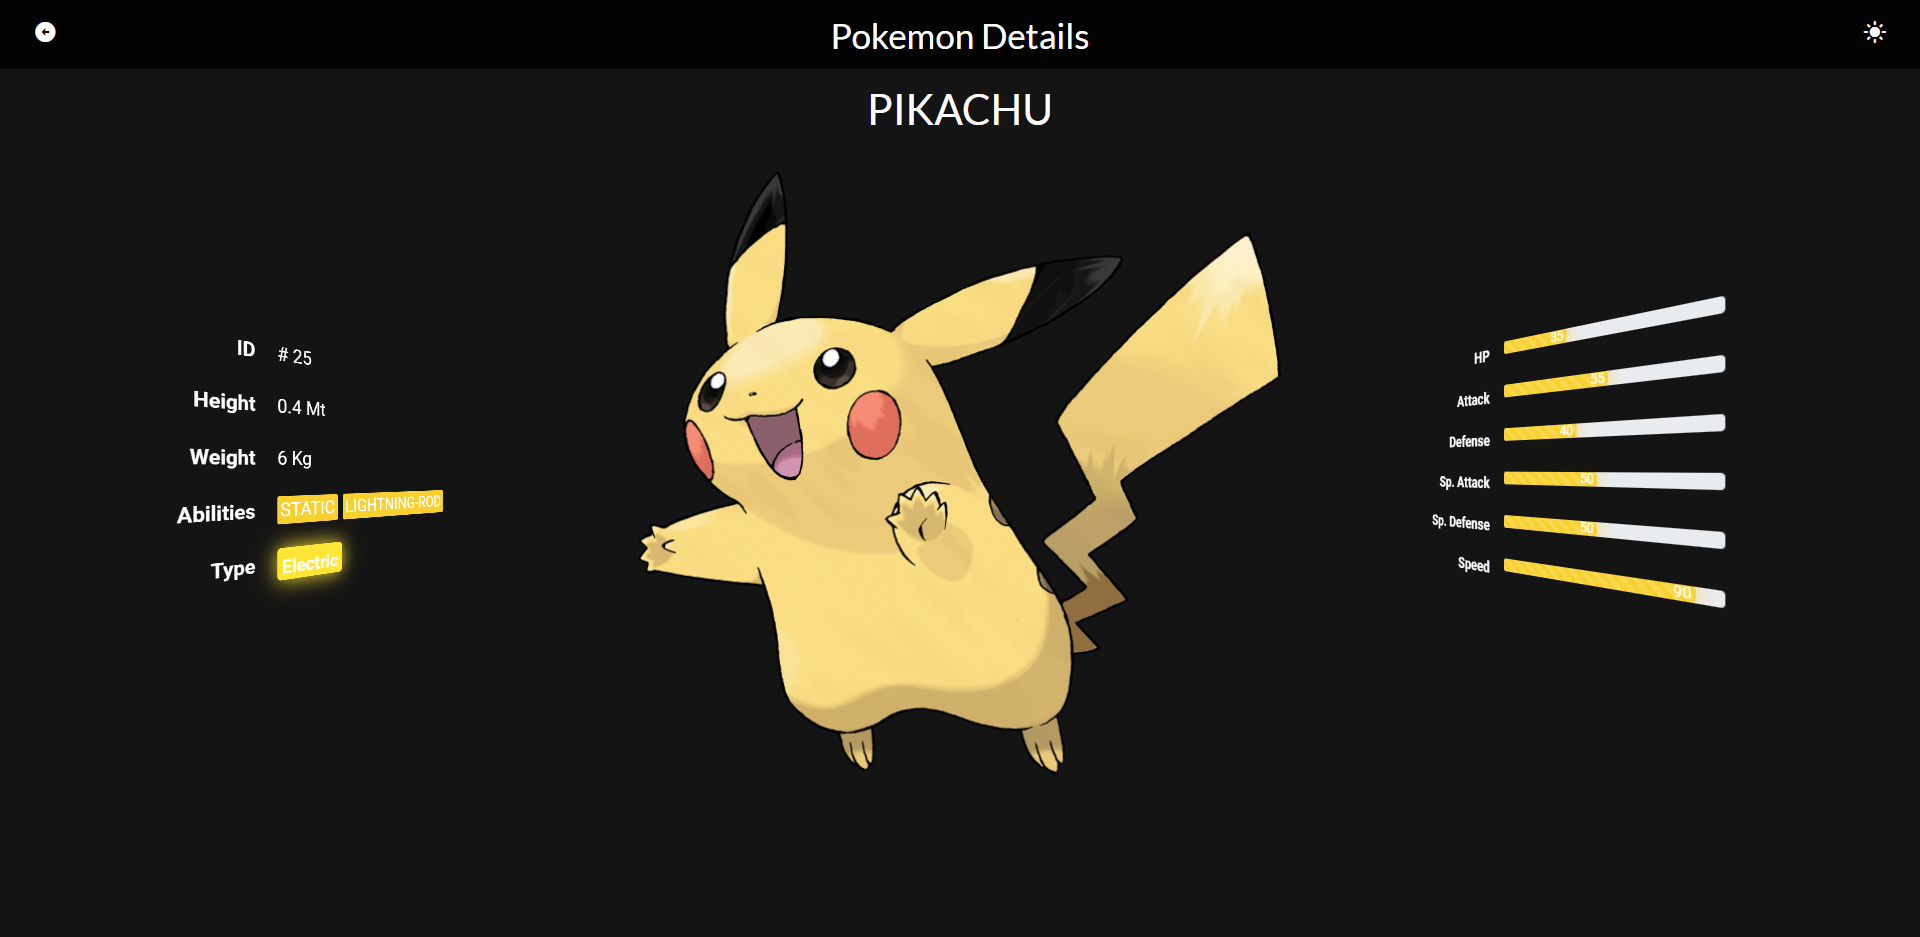 Pokemon Details
PIKACHU
ID # 25
Height 0.4 Mt
Weight 6 Kg
Abilities STATIC LIGHTNING-ROD
Type Electric
HP 35
Attack 55
Defense 40
Sp. Attack 50
Sp. Defense 50
Speed 90